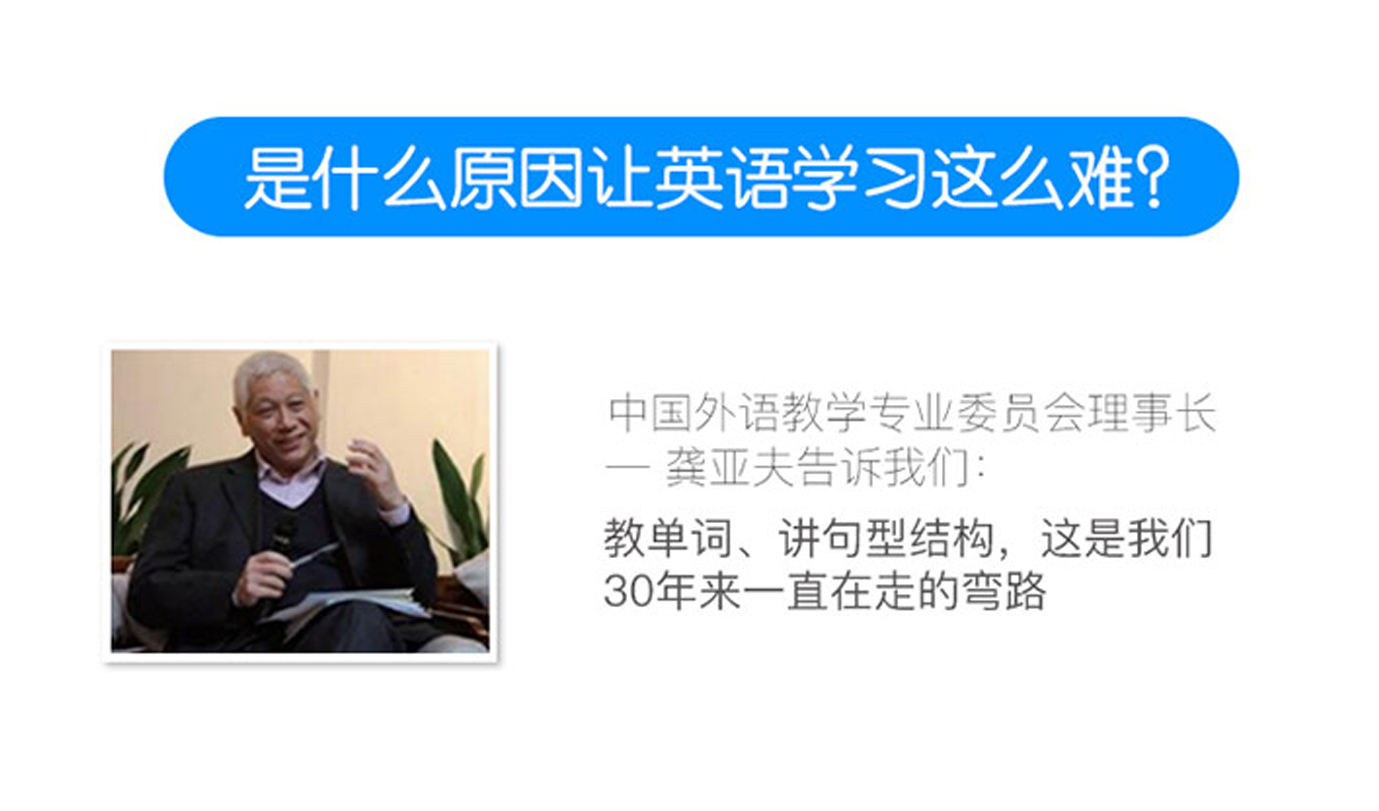 是什么原因让英语学习这么难?
中国外语教学专业委员会理事长
— 龚亚夫告诉我们：
教单词、讲句型结构，这是我们
30年来一直在走的弯路